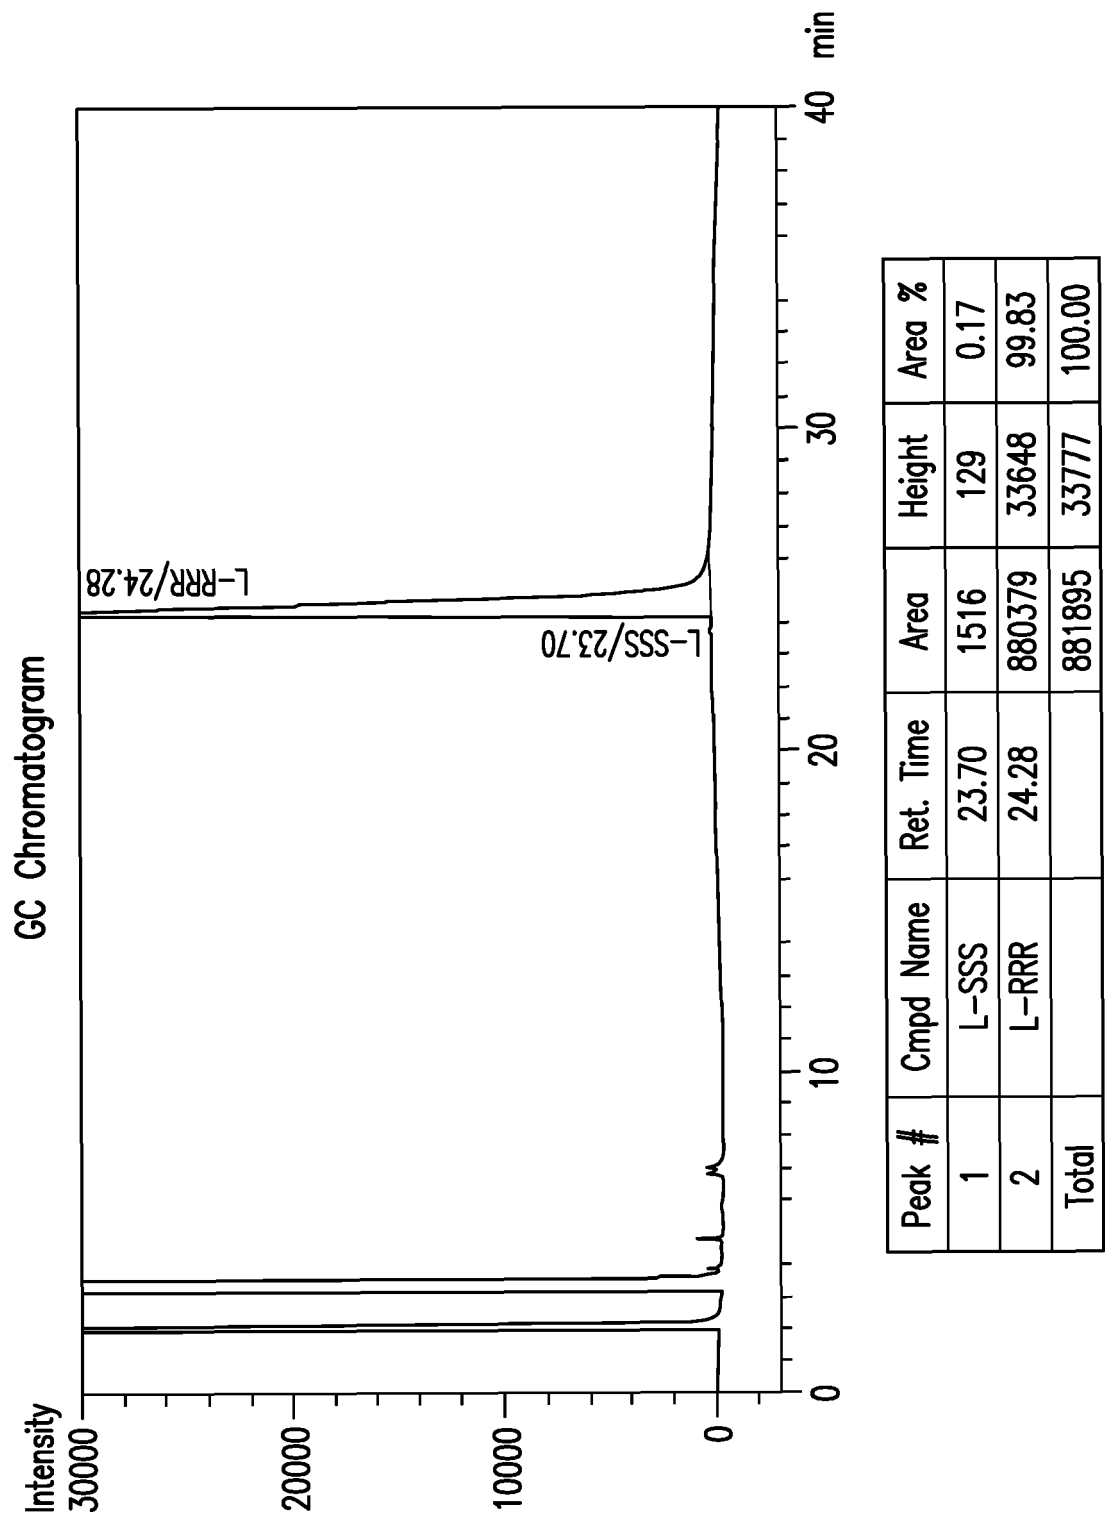 GC Chromatogram
Intensity
30000
20000
10000
0
L-SSS/23.70
L-RRR/24.28
0 10 20 30 40 min
Peak # Cmpd Name Ret. Time Area Height Area %
1 L-SSS 23.70 1516 129 0.17
2 L-RRR 24.28 880379 33648 99.83
Total 881895 33777 100.00